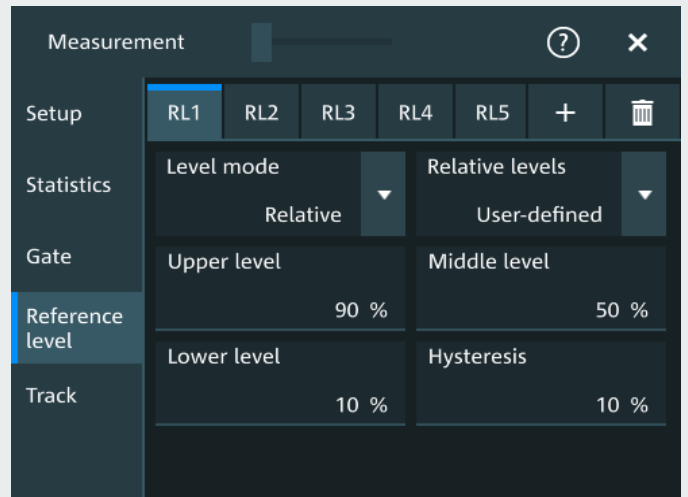 Measurement
?
Setup
Statistics
Gate
Reference
level
Track
RL1 RL2 RL3 RL4 RL5 +
Level mode
Relative
Relative levels
User-defined
Upper level
90 %
Middle level
50 %
Lower level
10 %
Hysteresis
10 %